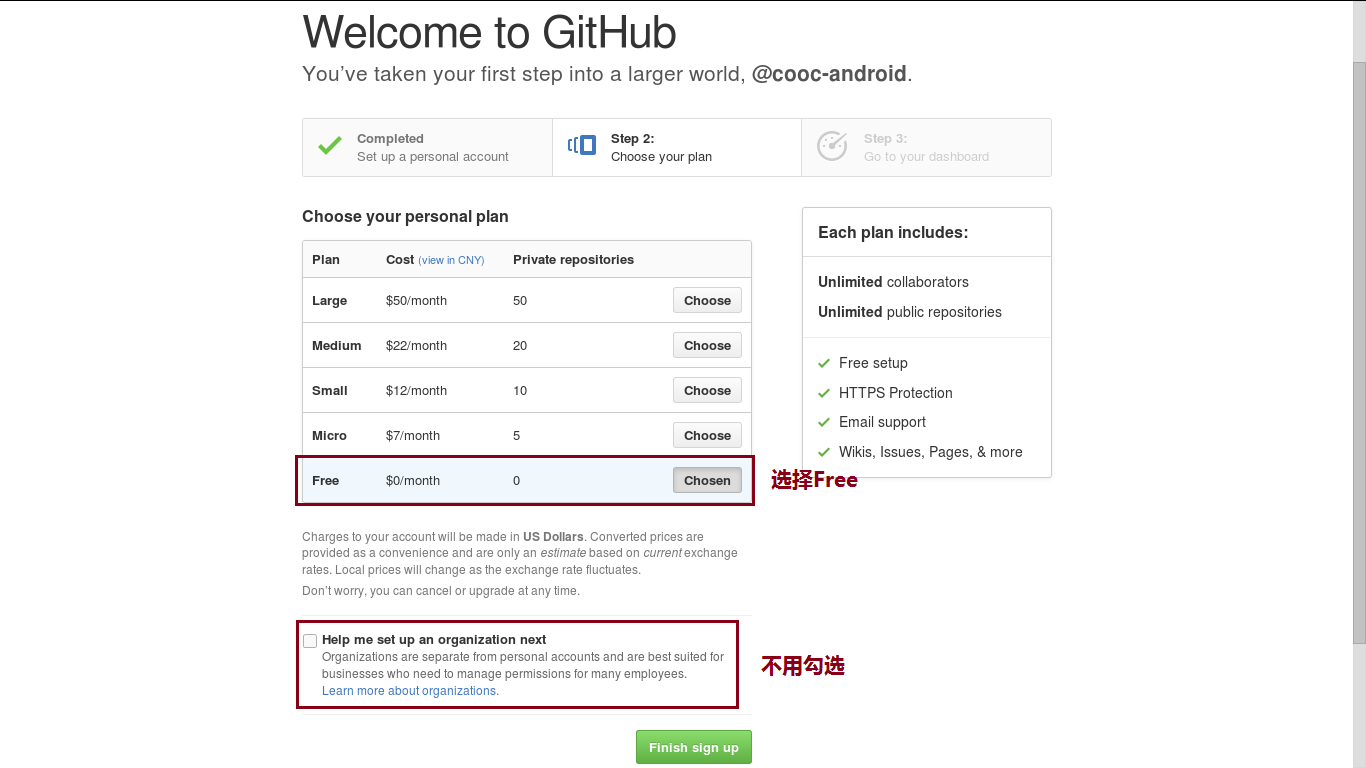 Welcome to GitHub
You’ve taken your first step into a larger world, @cooc-android.
Completed
Set up a personal account
Step 2:
Choose your plan
Step 3:
Go to your dashboard
Choose your personal plan
Plan Cost (view in CNY) Private repositories
Large $50/month 50 Choose
Medium $22/month 20 Choose
Small $12/month 10 Choose
Micro $7/month 5 Choose
Free $0/month 0 Chosen
选择Free
Each plan includes:
Unlimited collaborators
Unlimited public repositories
Free setup
HTTPS Protection
Email support
Wikis, Issues, Pages, & more
Charges to your account will be made in US Dollars. Converted prices are
provided as a convenience and are only an estimate based on current exchange
rates. Local prices will change as the exchange rate fluctuates.
Don’t worry, you can cancel or upgrade at any time.
Help me set up an organization next
Organizations are separate from personal accounts and are best suited for
businesses who need to manage permissions for many employees.
Learn more about organizations.
不用勾选
Finish sign up